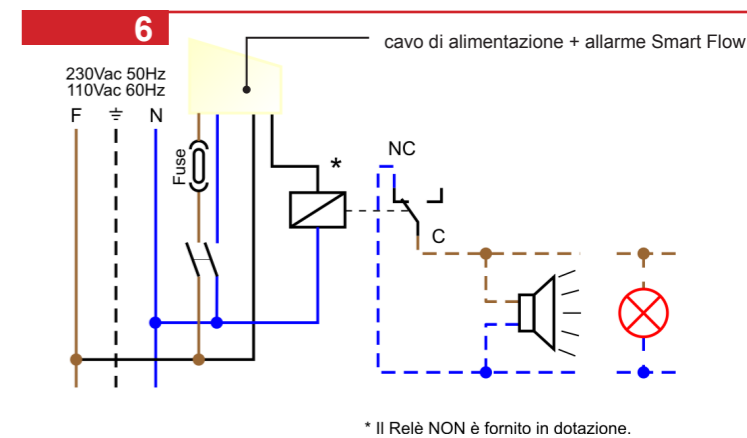 6
cavo di alimentazione + allarme Smart Flow
230Vac 50Hz
110Vac 60Hz
F ⏚ N
Fuse
*
NC
C
* Il Relè NON è fornito in dotazione.